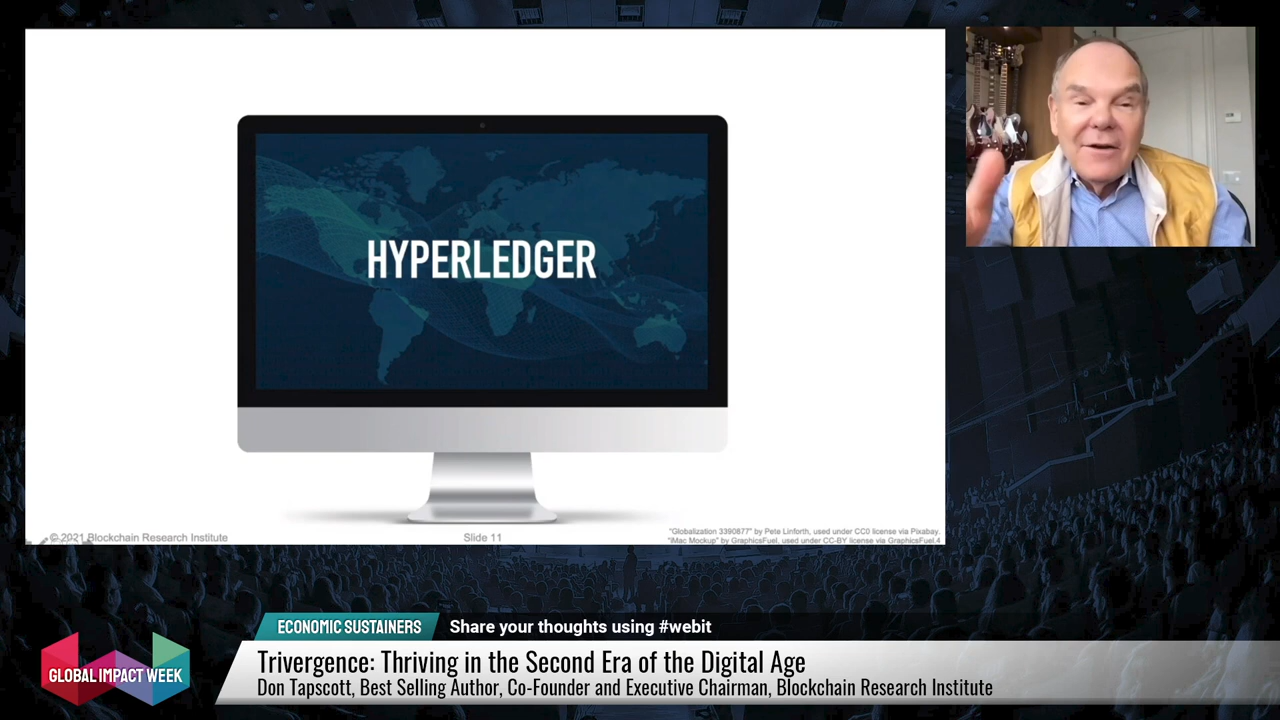 HYPERLEDGER
© 2021 Blockchain Research Institute
Slide 11
"Globalization 3390877" by Pete Linforth, used under CC0 license via Pixabay.
"iMac Mockup" by GraphicsFuel, used under CC-BY license via GraphicsFuel.4
ECONOMIC SUSTAINERS
Share your thoughts using #webit
GLOBAL IMPACT WEEK
Trivergence: Thriving in the Second Era of the Digital Age
Don Tapscott, Best Selling Author, Co-Founder and Executive Chairman, Blockchain Research Institute